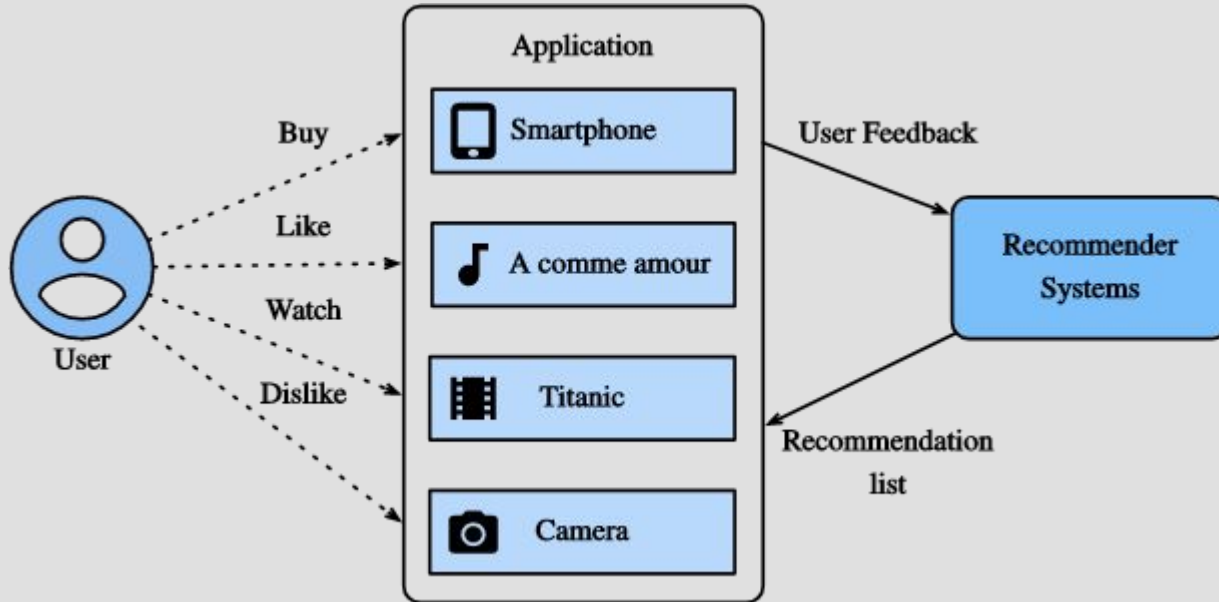 Application
Buy
Smartphone
User Feedback
Like
A comme amour
Recommender
Systems
Watch
User
Dislike
Titanic
Recommendation
list
Camera